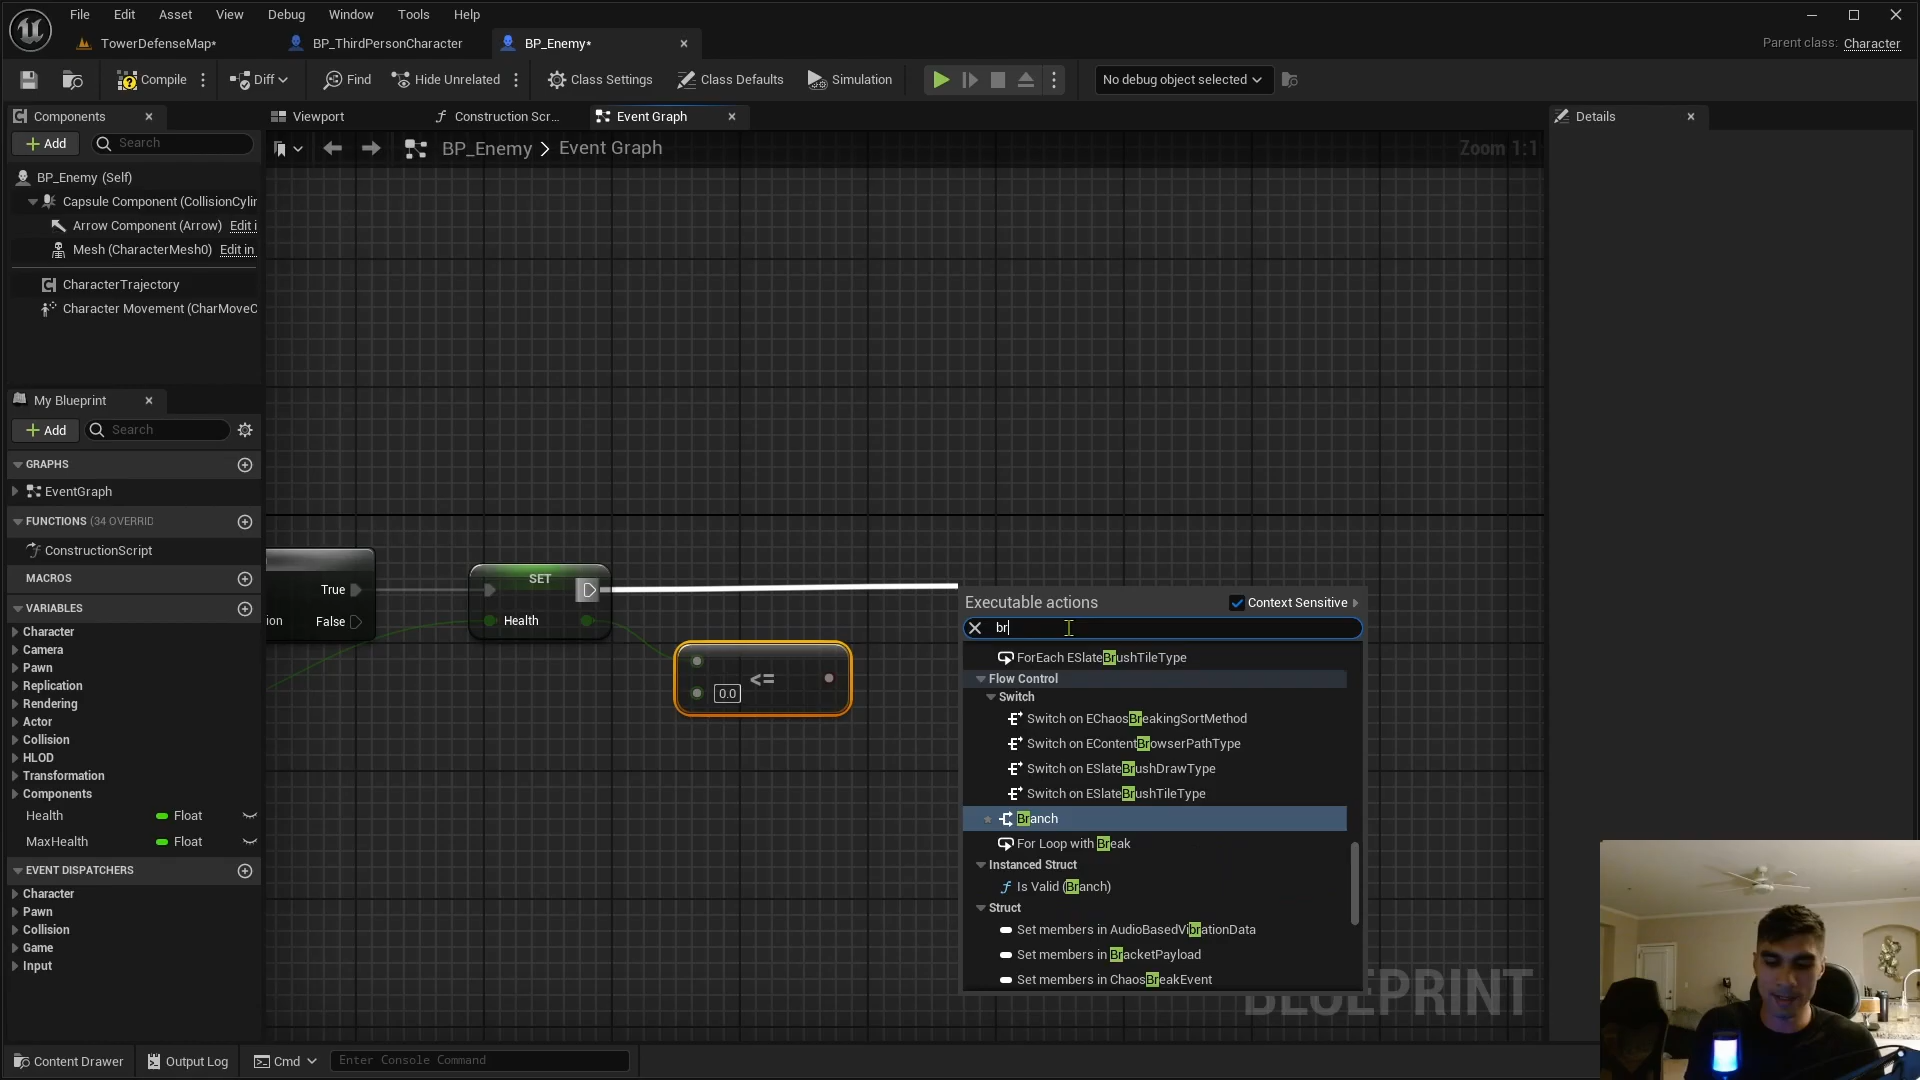 File Edit Asset View Debug Window Tools Help
TowerDefenseMap* BP_ThirdPersonCharacter BP_Enemy* Parent class: Character
Compile Diff Find Hide Unrelated Class Settings Class Defaults Simulation No debug object selected
Components Viewport Construction Scr... Event Graph Details
Add Search BP_Enemy > Event Graph Zoom 1:1
BP_Enemy (Self)
Capsule Component (CollisionCylin
Arrow Component (Arrow) Edit i
Mesh (CharacterMesh0) Edit in
CharacterTrajectory
Character Movement (CharMoveC
My Blueprint
Add Search
GRAPHS
EventGraph
FUNCTIONS (34 OVERRID
ConstructionScript
MACROS
VARIABLES
Character
Camera
Pawn
Replication
Rendering
Actor
Collision
HLOD
Transformation
Components
Health Float
MaxHealth Float
EVENT DISPATCHERS
Character
Pawn
Collision
Game
Input
True
ion False
SET
Health
<=
0.0
Executable actions Context Sensitive
br
ForEach ESlateBrushTileType
Flow Control
Switch
Switch on EChaosBreakingSortMethod
Switch on EContentBrowserPathType
Switch on ESlateBrushDrawType
Switch on ESlateBrushTileType
Branch
For Loop with Break
Instanced Struct
Is Valid (Branch)
Struct
Set members in AudioBasedVibrationData
Set members in BracketPayload
Set members in ChaosBreakEvent
BLUEPRINT
Content Drawer Output Log Cmd Enter Console Command